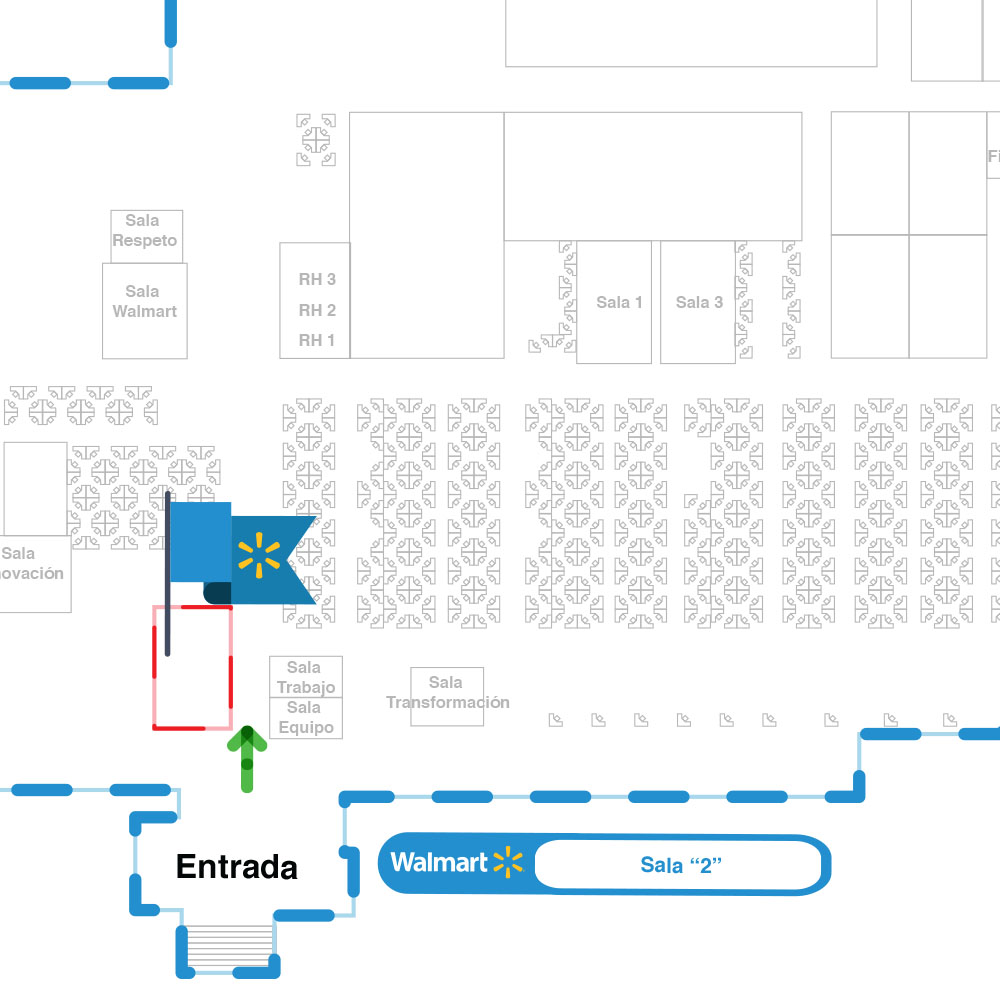 Fi
Sala
Respeto
Sala
Walmart
RH 3
RH 2
RH 1
Sala 1
Sala 3
Sala
ovación
Sala
Trabajo
Sala
Equipo
Sala
Transformación
Entrada
Walmart
Sala “2”